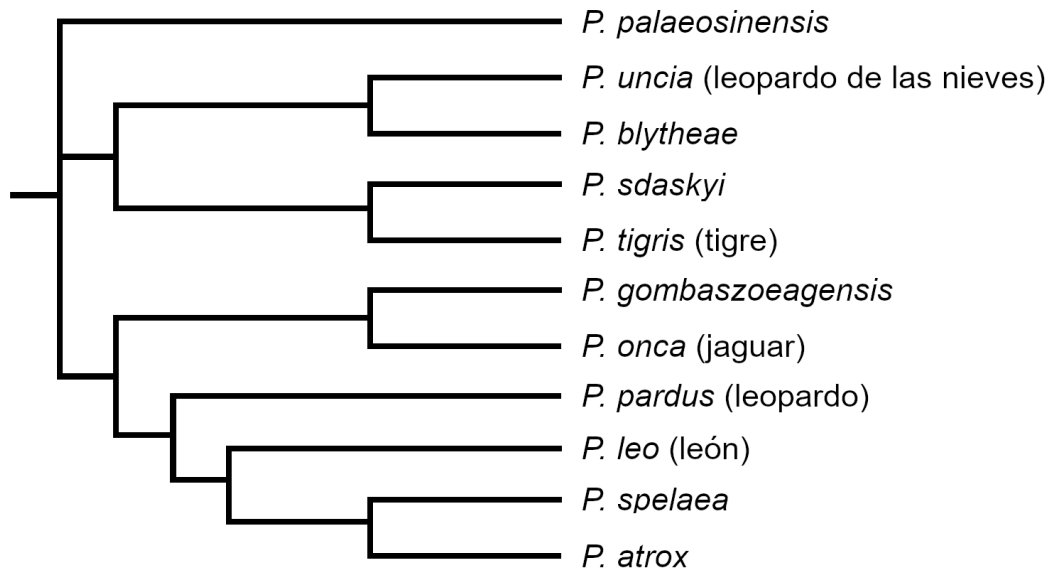 P. palaeosinensis
P. uncia (leopardo de las nieves)
P. blytheae
P. sdaskyi
P. tigris (tigre)
P. gombaszoeagensis
P. onca (jaguar)
P. pardus (leopardo)
P. leo (león)
P. spelaea
P. atrox